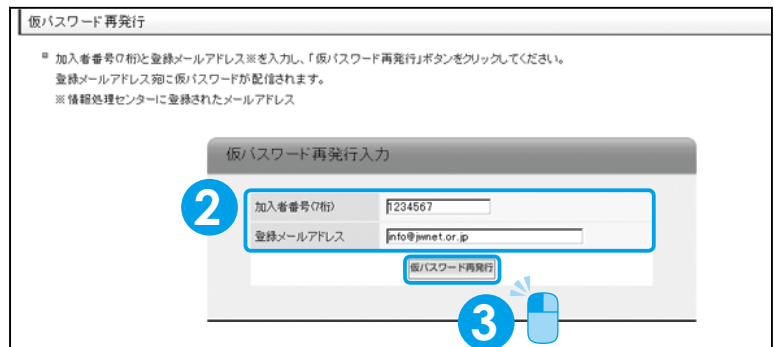 仮パスワード再発行
加入者番号(7桁)と登録メールアドレス※を入力し、「仮パスワード再発行」ボタンをクリックしてください。
登録メールアドレス宛に仮パスワードが配信されます。
※情報処理センターに登録されたメールアドレス
仮パスワード再発行入力
2
加入者番号(7桁) 1234567
登録メールアドレス info@jwnet.or.jp
仮パスワード再発行
3